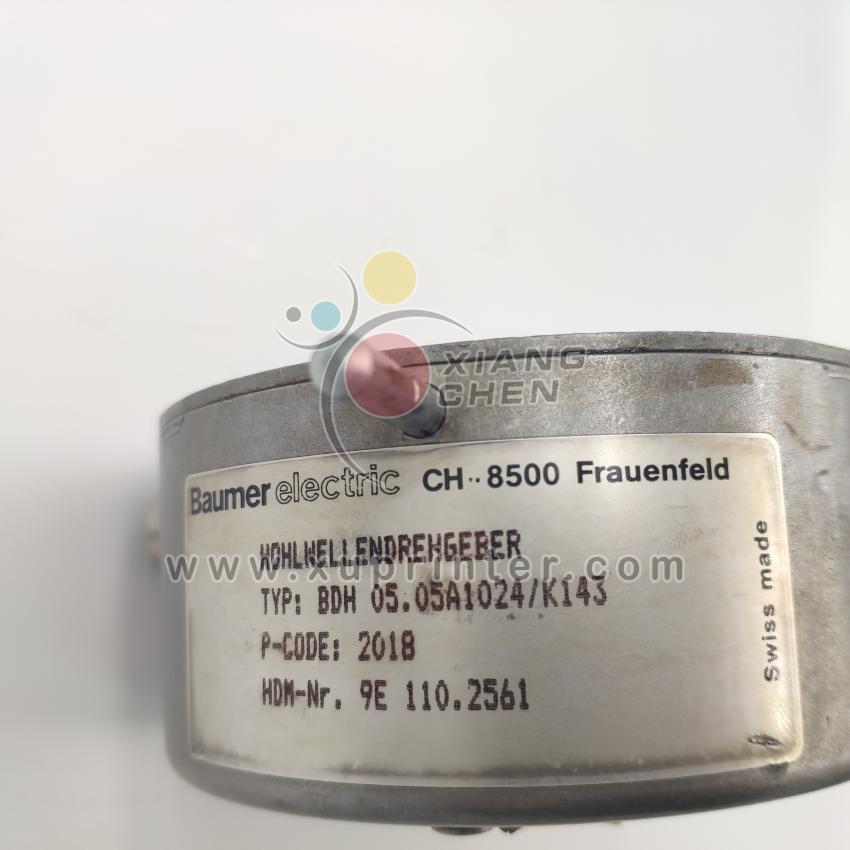 XIANG
CHEN
Baumer electric CH-8500 Frauenfeld
HOHLWELLENDREHGEBER
www.xuprinter.com
TYP: BDH 05.05A1024/K143
P-CODE: 2018
HDM-Nr. 9E 110.2561
Swiss made